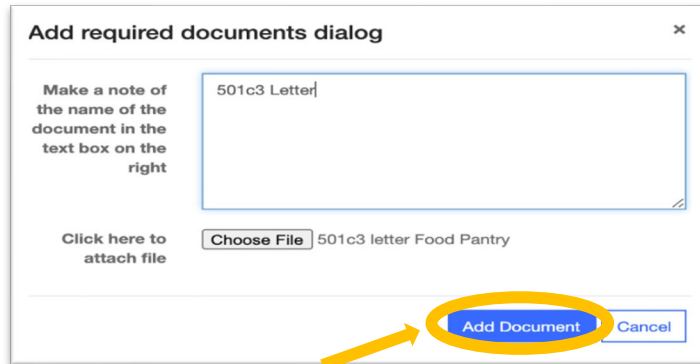 Add required documents dialog ×
Make a note of
the name of the
document in the
text box on the
right
501c3 Letter
Click here to
attach file
Choose File 501c3 letter Food Pantry
Add Document Cancel